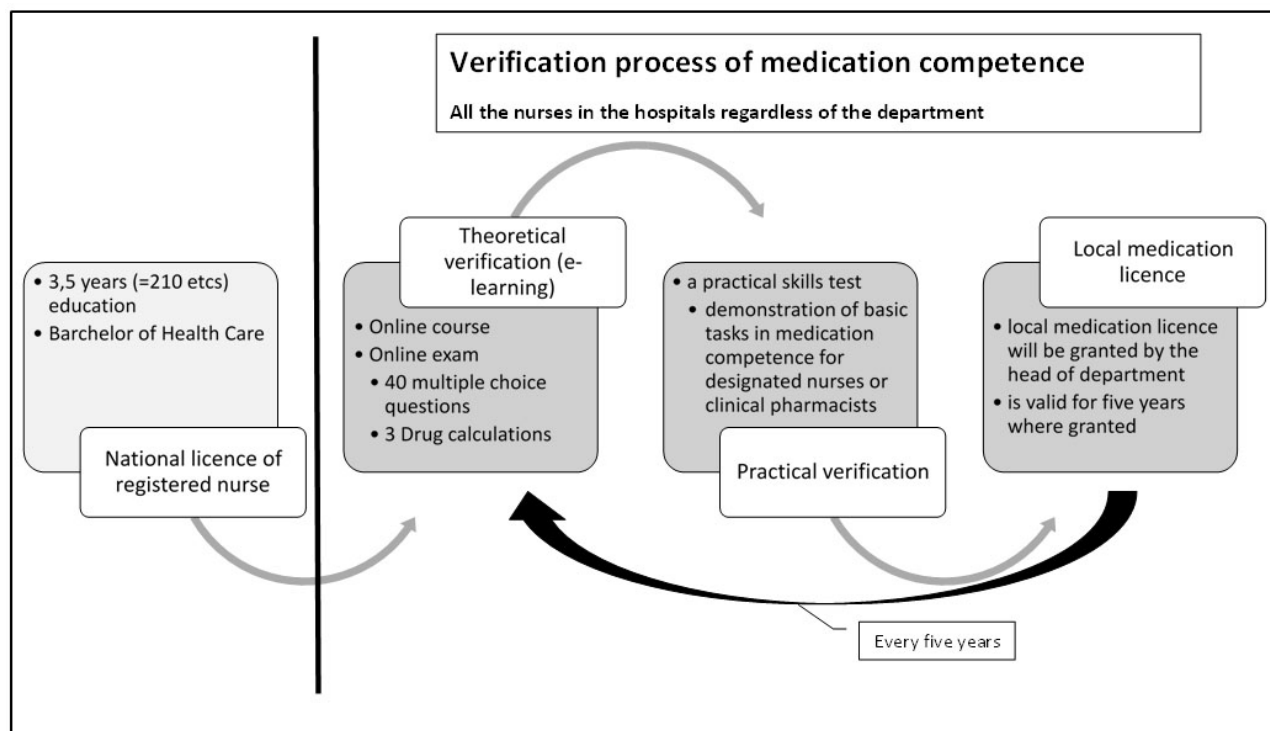 Verification process of medication competence
All the nurses in the hospitals regardless of the department
• 3,5 years (=210 etcs)
education
• Barchelor of Health Care
National licence of
registered nurse
Theoretical
verification (e-
learning)
• Online course
• Online exam
• 40 multiple choice
questions
• 3 Drug calculations
• a practical skills test
• demonstration of basic
tasks in medication
competence for
designated nurses or
clinical pharmacists
Practical verification
Local medication
licence
• local medication licence
will be granted by the
head of department
• is valid for five years
where granted
Every five years